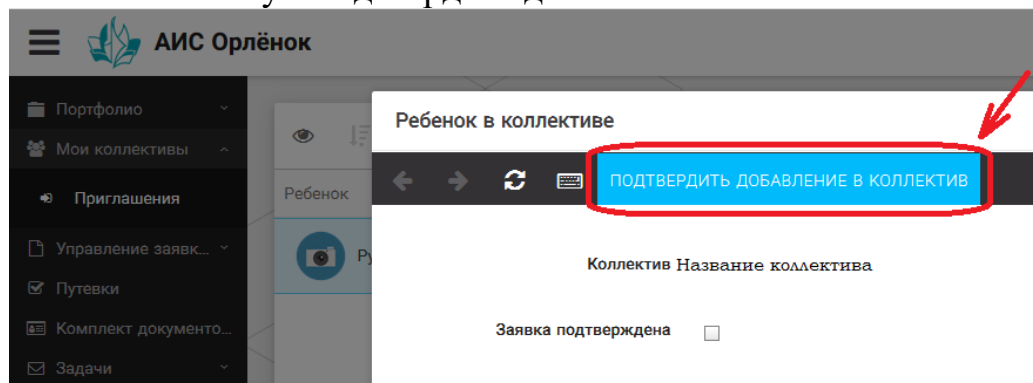 АИС Орлёнок
Портфолио
Мои коллективы
Приглашения
Управление заявк...
Путевки
Комплект документо...
Задачи
Ребенок
Ребенок в коллективе
ПОДТВЕРДИТЬ ДОБАВЛЕНИЕ В КОЛЛЕКТИВ
Коллектив Название коллектива
Заявка подтверждена